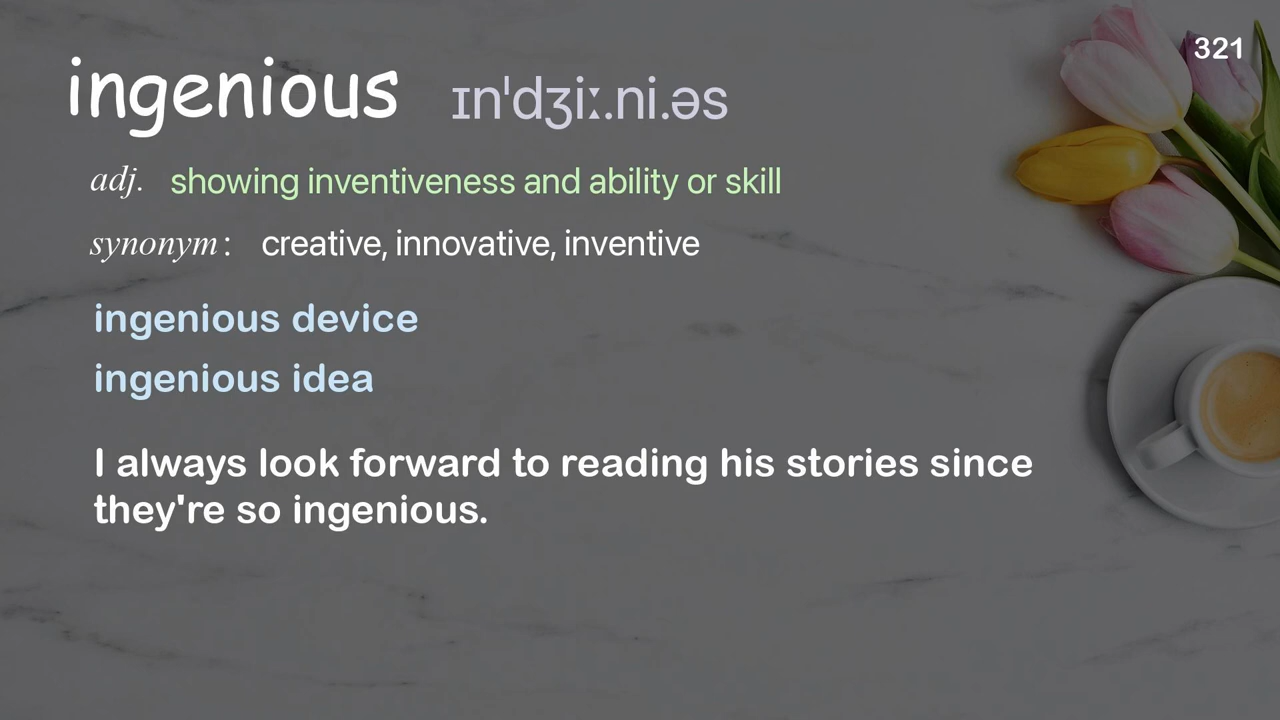 321
ingenious ɪnˈdʒiː.ni.əs
adj. showing inventiveness and ability or skill
synonym: creative, innovative, inventive
ingenious device
ingenious idea
I always look forward to reading his stories since
they're so ingenious.